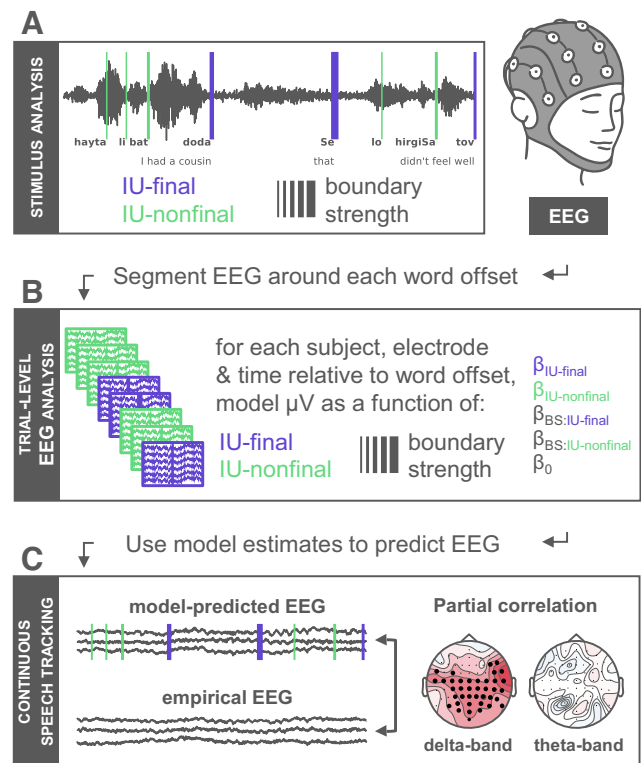 A
STIMULUS ANALYSIS
hayta li bat doda Se lo hirgiSa tov
I had a cousin that didn't feel well
IU-final
IU-nonfinal
boundary
strength
EEG
Segment EEG around each word offset
B
TRIAL-LEVEL
EEG ANALYSIS
for each subject, electrode
& time relative to word offset,
model µV as a function of:
IU-final
IU-nonfinal
boundary
strength
βIU-final
βIU-nonfinal
βBS:IU-final
βBS:IU-nonfinal
β0
Use model estimates to predict EEG
C
CONTINUOUS
SPEECH TRACKING
model-predicted EEG
empirical EEG
Partial correlation
delta-band
theta-band